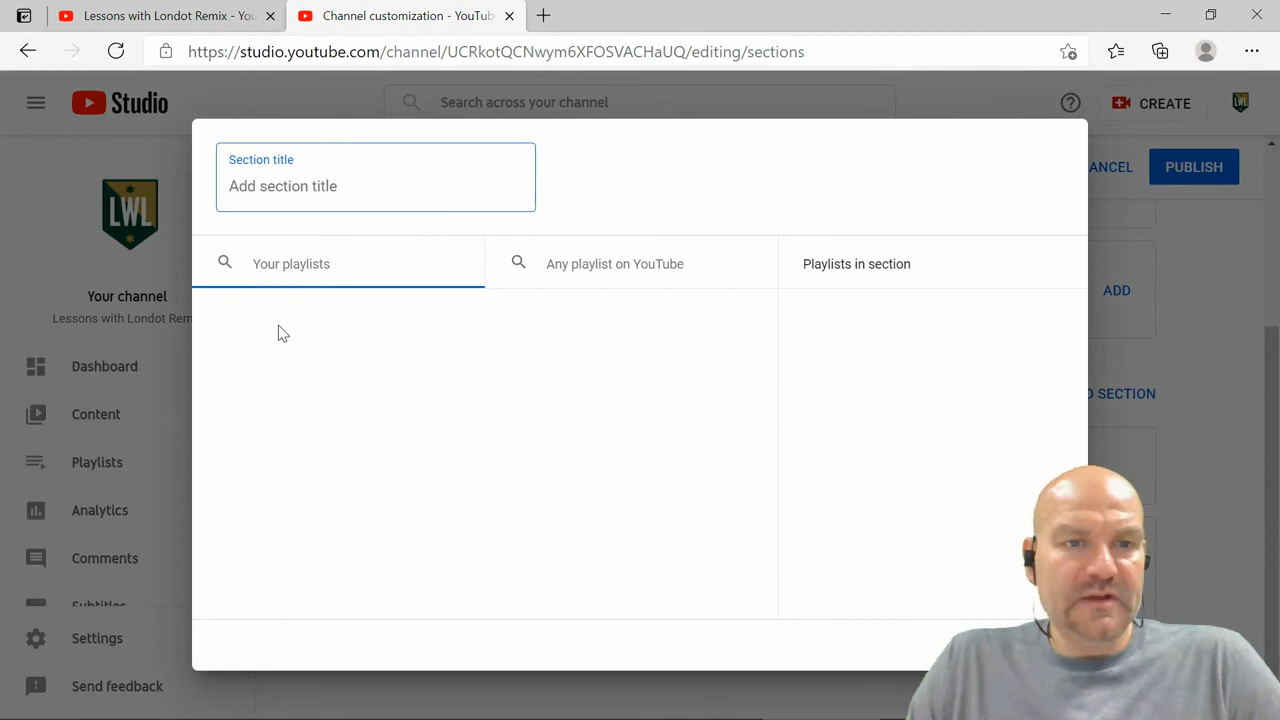 Lessons with Londot Remix - You
Channel customization - YouTub
https://studio.youtube.com/channel/UCRkotQCNwym6XFOSVACHaUQ/editing/sections
Studio
Search across your channel
CREATE
LWL
ANCEL
PUBLISH
Section title
Add section title
LWL
Your playlists
Any playlist on YouTube
Playlists in section
ADD
Your channel
Lessons with Londot Rem
Dashboard
D SECTION
Content
Playlists
Analytics
Comments
Subtitles
Settings
Send feedback